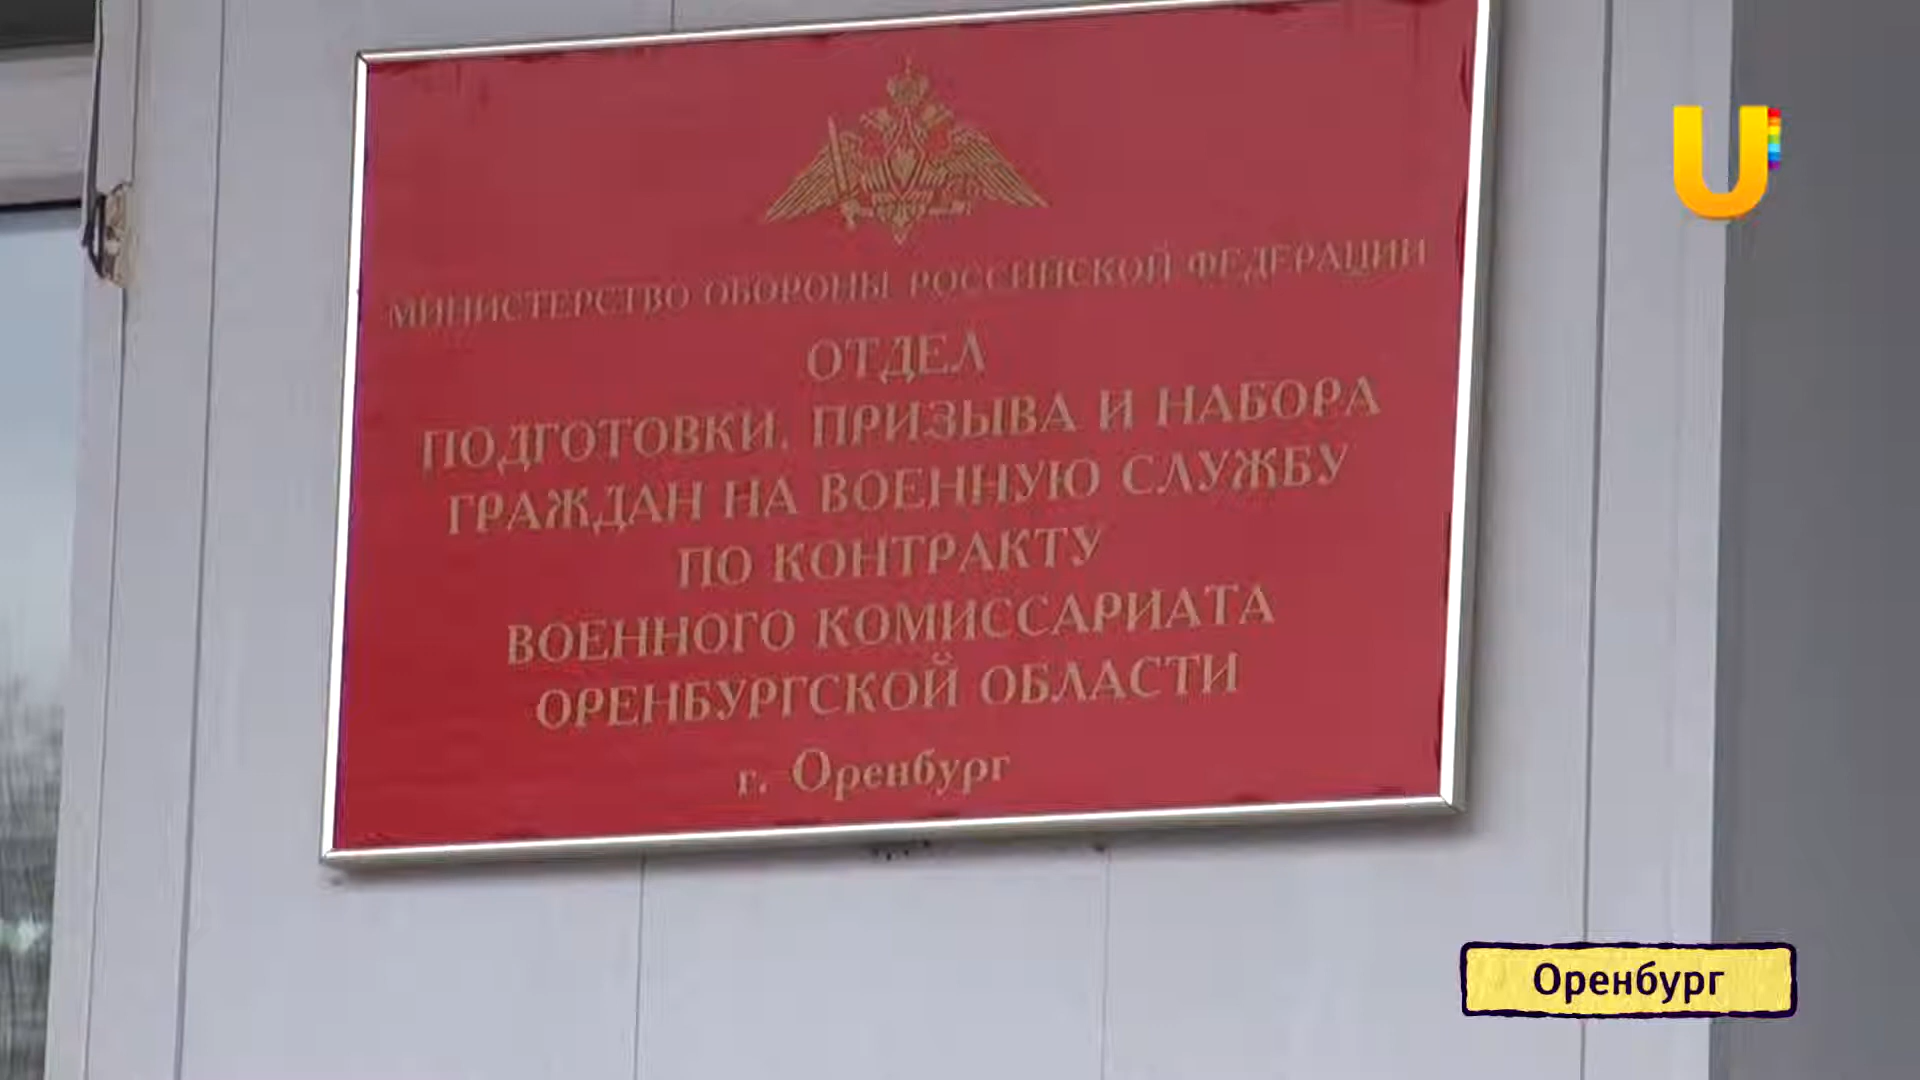 U
МИНИСТЕРСТВО ОБОРОНЫ РОССИЙСКОЙ ФЕДЕРАЦИИ
ОТДЕЛ
ПОДГОТОВКИ, ПРИЗЫВА И НАБОРА
ГРАЖДАН НА ВОЕННУЮ СЛУЖБУ
ПО КОНТРАКТУ
ВОЕННОГО КОМИССАРИАТА
ОРЕНБУРГСКОЙ ОБЛАСТИ
г. Оренбург
Оренбург